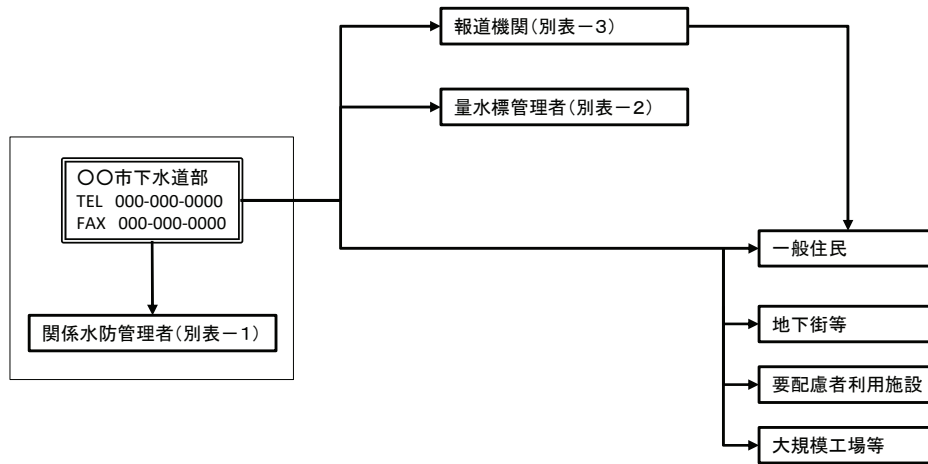 報道機関(別表－3)
量水標管理者(別表－2)
〇〇市下水道部
TEL 000-000-0000
FAX 000-000-0000
関係水防管理者(別表－1)
一般住民
地下街等
要配慮者利用施設
大規模工場等